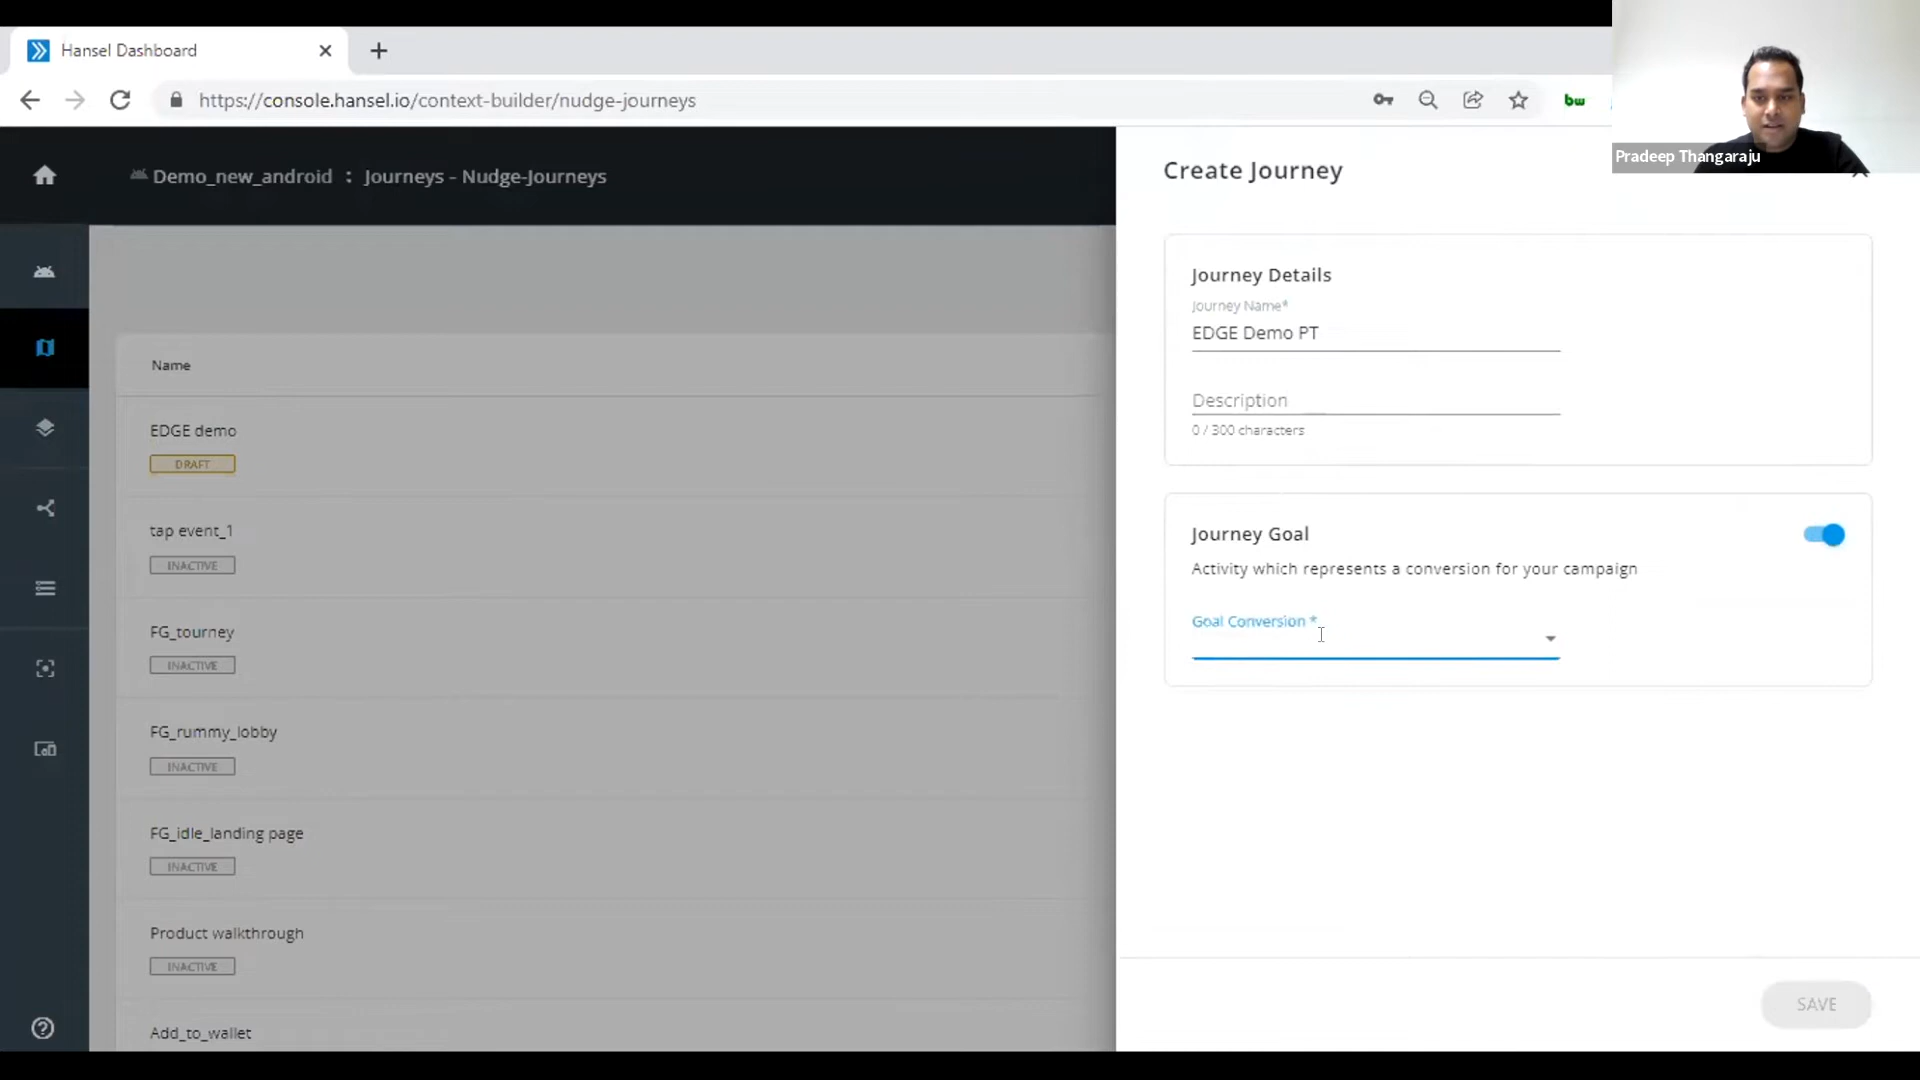 Hansel Dashboard
https://console.hansel.io/context-builder/nudge-journeys
bw
Pradeep Thangaraju
Demo_new_android : Journeys - Nudge-Journeys
Name
EDGE demo
DRAFT
tap event_1
INACTIVE
FG_tourney
INACTIVE
FG_rummy_lobby
INACTIVE
FG_idle_landing page
INACTIVE
Product walkthrough
INACTIVE
Add_to_wallet
Create Journey
Journey Details
Journey Name*
EDGE Demo PT
Description
0 / 300 characters
Journey Goal
Activity which represents a conversion for your campaign
Goal Conversion *
SAVE